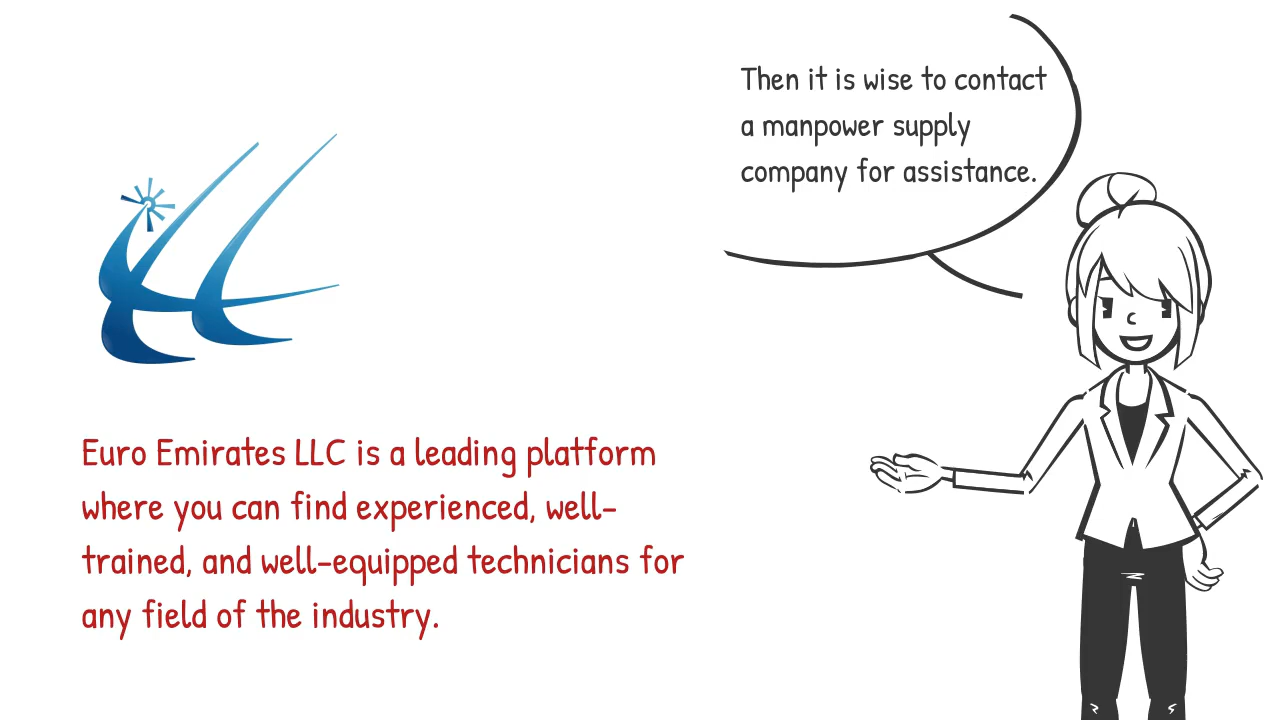 Then it is wise to contact
a manpower supply
company for assistance.
Euro Emirates LLC is a leading platform
where you can find experienced, well-
trained, and well-equipped technicians for
any field of the industry.